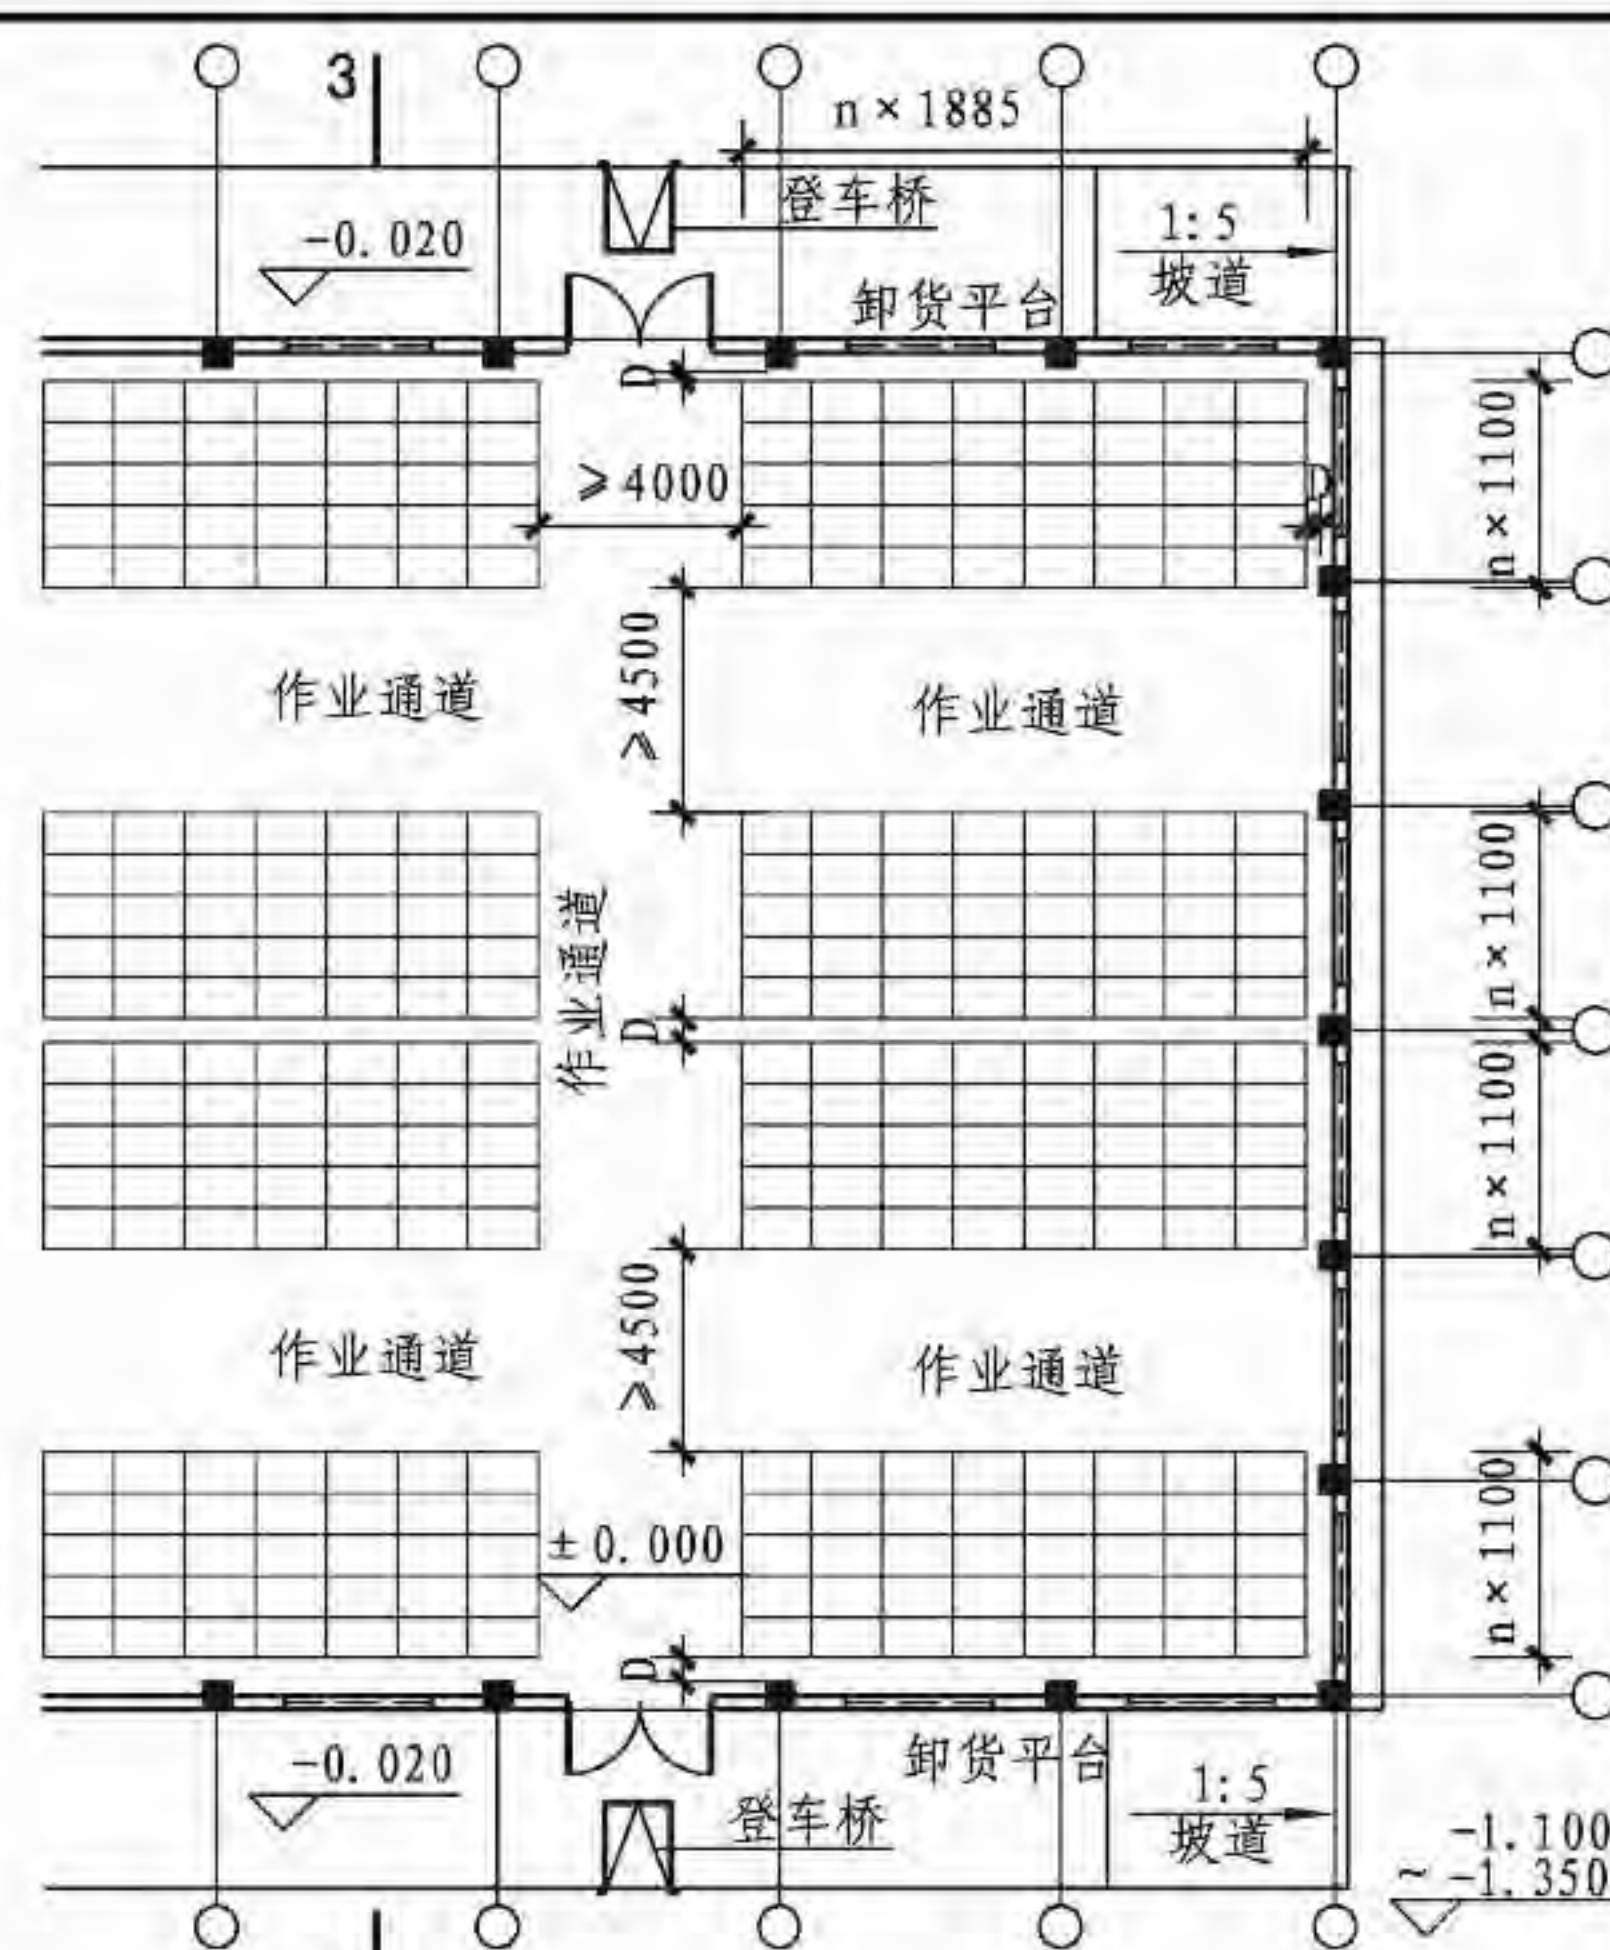 3
n×1885
登车桥
1:5
-0.020
坡道
卸货平台
D
n×1100
≥4000
D
≥4500
作业通道
作业通道
n×1100
作业通道
D
n×1100
≥4500
作业通道
作业通道
n×1100
±0.000
D
卸货平台
-0.020
1:5
登车桥
坡道
-1.100
~ -1.350